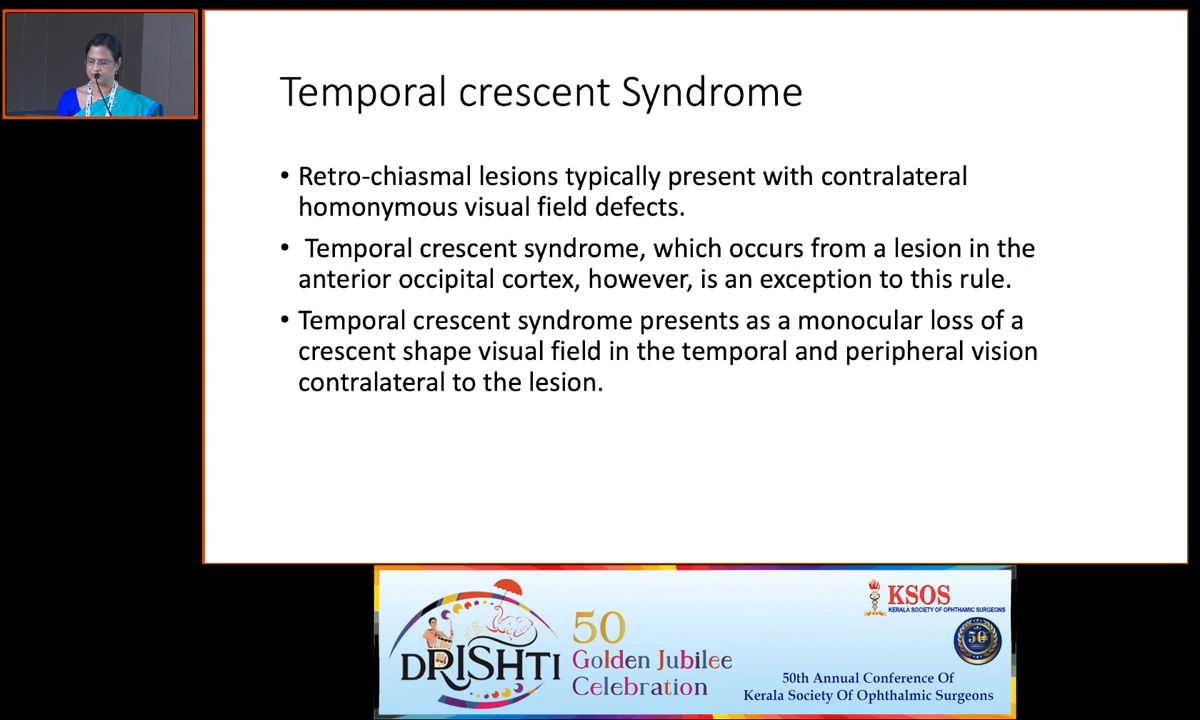 Temporal crescent Syndrome
• Retro-chiasmal lesions typically present with contralateral
homonymous visual field defects.
• Temporal crescent syndrome, which occurs from a lesion in the
anterior occipital cortex, however, is an exception to this rule.
• Temporal crescent syndrome presents as a monocular loss of a
crescent shape visual field in the temporal and peripheral vision
contralateral to the lesion.
DRISHTI
50
Golden Jubilee
Celebration
KSOS
KERALA SOCIETY OF OPHTHAMIC SURGEONS
50
50th Annual Conference Of
Kerala Society Of Ophthalmic Surgeons